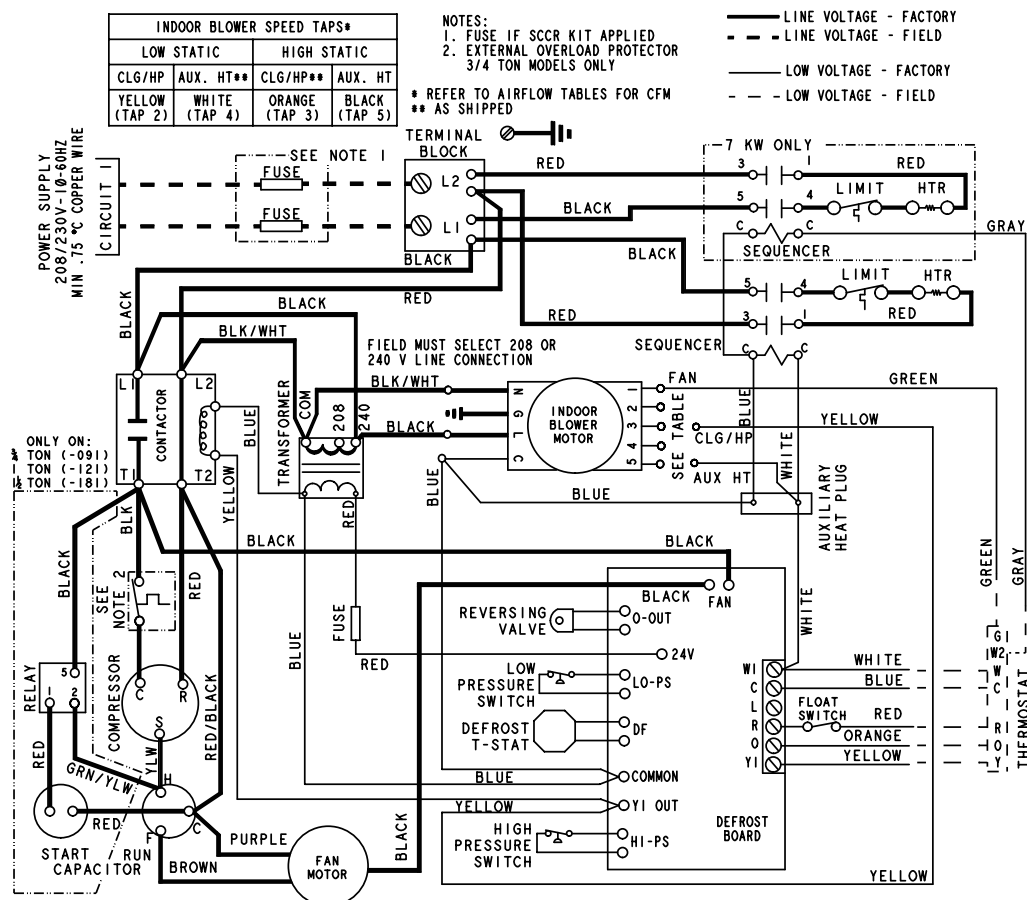 INDOOR BLOWER SPEED TAPS*
LOW STATIC
HIGH STATIC
CLG/HP
AUX. HT**
CLG/HP**
AUX. HT
YELLOW
(TAP 2)
WHITE
(TAP 4)
ORANGE
(TAP 3)
BLACK
(TAP 5)
NOTES:
1. FUSE IF SCCR KIT APPLIED
2. EXTERNAL OVERLOAD PROTECTOR
3/4 TON MODELS ONLY
* REFER TO AIRFLOW TABLES FOR CFM
** AS SHIPPED
LINE VOLTAGE - FACTORY
LINE VOLTAGE - FIELD
LOW VOLTAGE - FACTORY
LOW VOLTAGE - FIELD
POWER SUPPLY
208/230V-1Ø-60HZ
MIN .75 °C COPPER WIRE
CIRCUIT 1
SEE NOTE 1
FUSE
FUSE
TERMINAL
BLOCK
L2
L1
RED
BLACK
BLACK
BLACK
RED
RED
7 KW ONLY
3
1
RED
5
4
LIMIT
HTR
C
C
SEQUENCER
GRAY
5
4
LIMIT
HTR
3
1
RED
SEQUENCER
C
C
BLACK
BLACK
BLK/WHT
FIELD MUST SELECT 208 OR
240 V LINE CONNECTION
BLK/WHT
BLACK
L1
L2
CONTACTOR
T1
T2
BLUE
YELLOW
TRANSFORMER
COM
208
240
RED
N
G
L
C
INDOOR
BLOWER
MOTOR
1
2
3
4
5
FAN
SEE TABLE
CLG/HP
AUX HT
GREEN
YELLOW
BLUE
WHITE
BLUE
BLUE
AUXILIARY
HEAT PLUG
ONLY ON:
TON (-091)
TON (-121)
TON (-181)
BLK
BLACK
SEE
NOTE 2
RED
BLACK
BLACK
RELAY
5
1
2
COMPRESSOR
C
R
S
RED/BLACK
RED
GRN/YLW
YLW
H
C
F
RED
START
RUN
CAPACITOR
PURPLE
BROWN
FAN
MOTOR
BLACK
BLUE
FUSE
RED
BLACK
FAN
REVERSING
VALVE
O-OUT
24V
LOW
PRESSURE
SWITCH
LO-PS
DEFROST
T-STAT
DF
BLUE
COMMON
YELLOW
Y1 OUT
HIGH
PRESSURE
SWITCH
HI-PS
DEFROST
BOARD
WHITE
W1
C
L
R
O
Y1
WHITE
BLUE
FLOAT
SWITCH
RED
ORANGE
YELLOW
YELLOW
GREEN
GRAY
G
W2
W
C
R
O
Y
THERMOSTAT